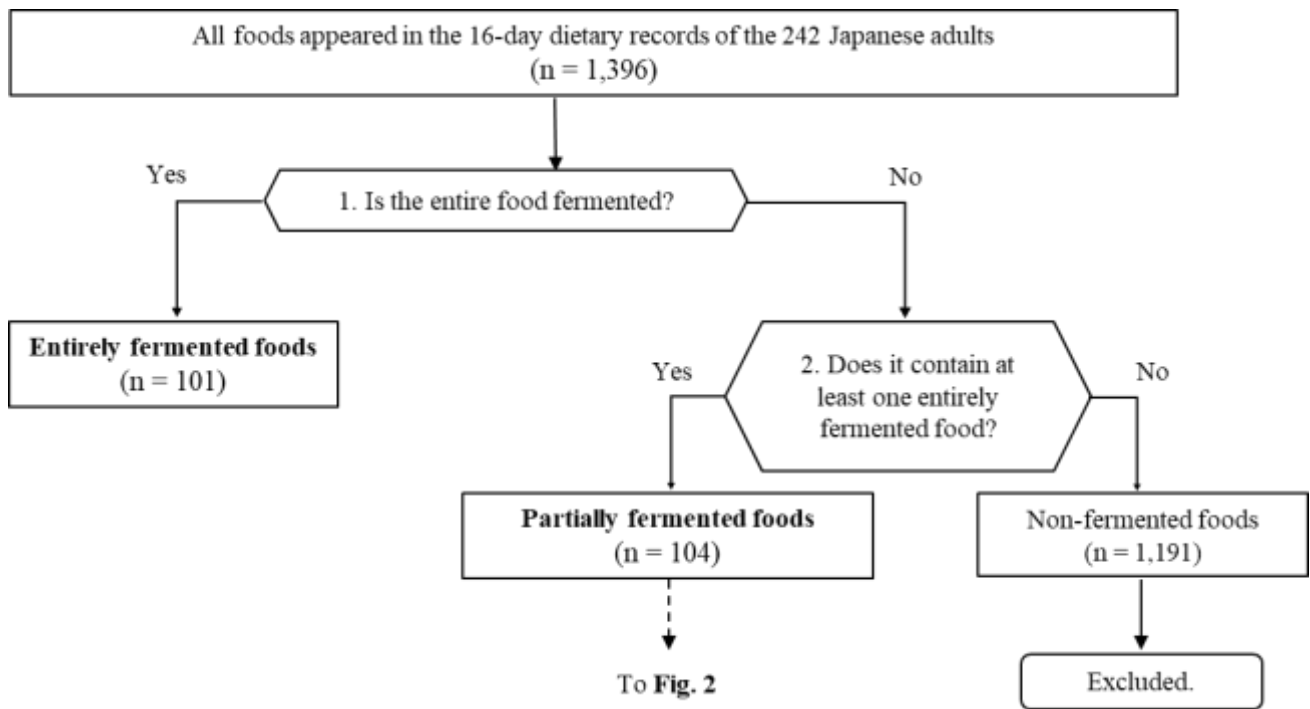 All foods appeared in the 16-day dietary records of the 242 Japanese adults
(n = 1,396)
Yes
No
1. Is the entire food fermented?
Entirely fermented foods
(n = 101)
Yes
No
2. Does it contain at
least one entirely
fermented food?
Partially fermented foods
(n = 104)
Non-fermented foods
(n = 1,191)
To Fig. 2
Excluded.